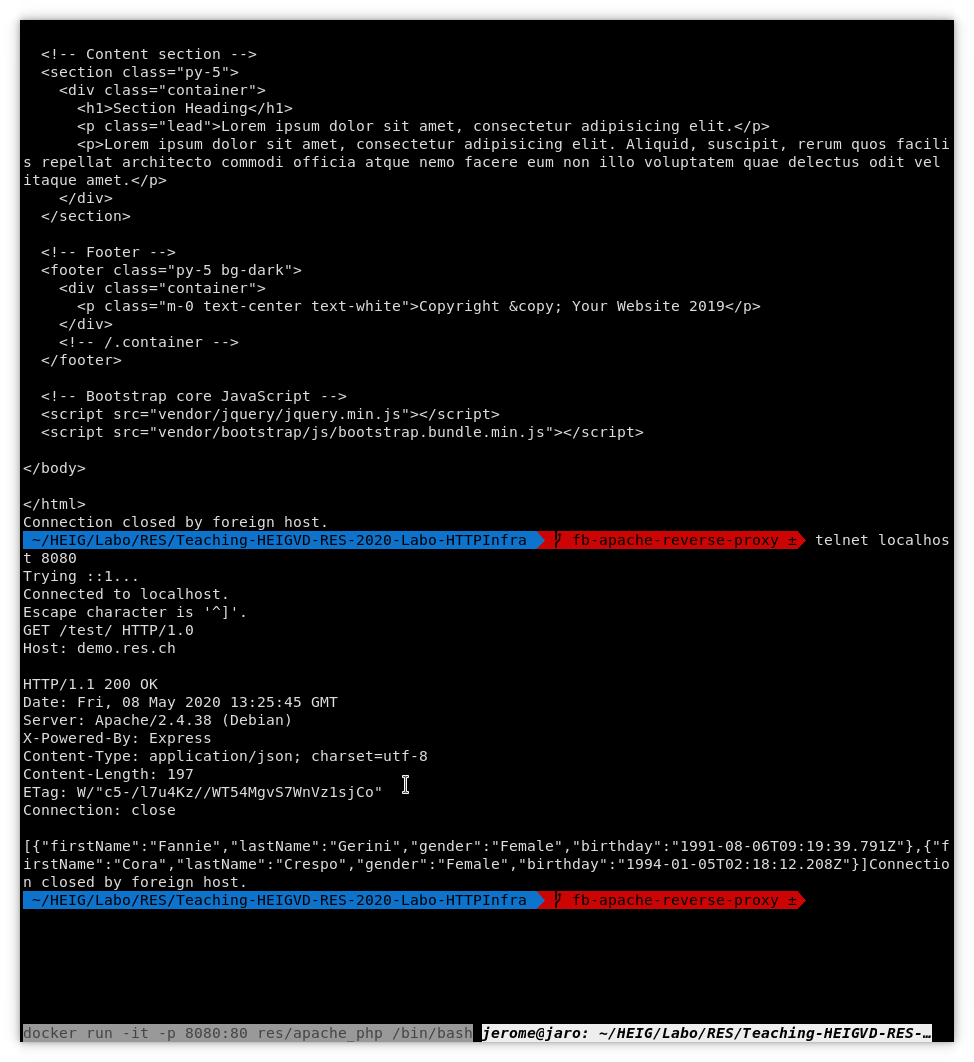 <!-- Content section -->
<section class="py-5">
<div class="container">
<h1>Section Heading</h1>
<p class="lead">Lorem ipsum dolor sit amet, consectetur adipisicing elit.</p>
<p>Lorem ipsum dolor sit amet, consectetur adipisicing elit. Aliquid, suscipit, rerum quos facili
s repellat architecto commodi officia atque nemo facere eum non illo voluptatem quae delectus odit vel
itaque amet.</p>
</div>
</section>
<!-- Footer -->
<footer class="py-5 bg-dark">
<div class="container">
<p class="m-0 text-center text-white">Copyright &copy; Your Website 2019</p>
</div>
<!-- /.container -->
</footer>
<!-- Bootstrap core JavaScript -->
<script src="vendor/jquery/jquery.min.js"></script>
<script src="vendor/bootstrap/js/bootstrap.bundle.min.js"></script>
</body>
</html>
Connection closed by foreign host.
~/HEIG/Labo/RES/Teaching-HEIGVD-RES-2020-Labo-HTTPInfra fb-apache-reverse-proxy ± telnet localhos
t 8080
Trying ::1...
Connected to localhost.
Escape character is '^]'.
GET /test/ HTTP/1.0
Host: demo.res.ch
HTTP/1.1 200 OK
Date: Fri, 08 May 2020 13:25:45 GMT
Server: Apache/2.4.38 (Debian)
X-Powered-By: Express
Content-Type: application/json; charset=utf-8
Content-Length: 197
ETag: W/"c5-/l7u4Kz//WT54MgvS7WnVz1sjCo"
Connection: close
[{"firstName":"Fannie","lastName":"Gerini","gender":"Female","birthday":"1991-08-06T09:19:39.791Z"},{"f
irstName":"Cora","lastName":"Crespo","gender":"Female","birthday":"1994-01-05T02:18:12.208Z"}]Connectio
n closed by foreign host.
~/HEIG/Labo/RES/Teaching-HEIGVD-RES-2020-Labo-HTTPInfra fb-apache-reverse-proxy ±
docker run -it -p 8080:80 res/apache_php /bin/bash jerome@jaro: ~/HEIG/Labo/RES/Teaching-HEIGVD-RES-…